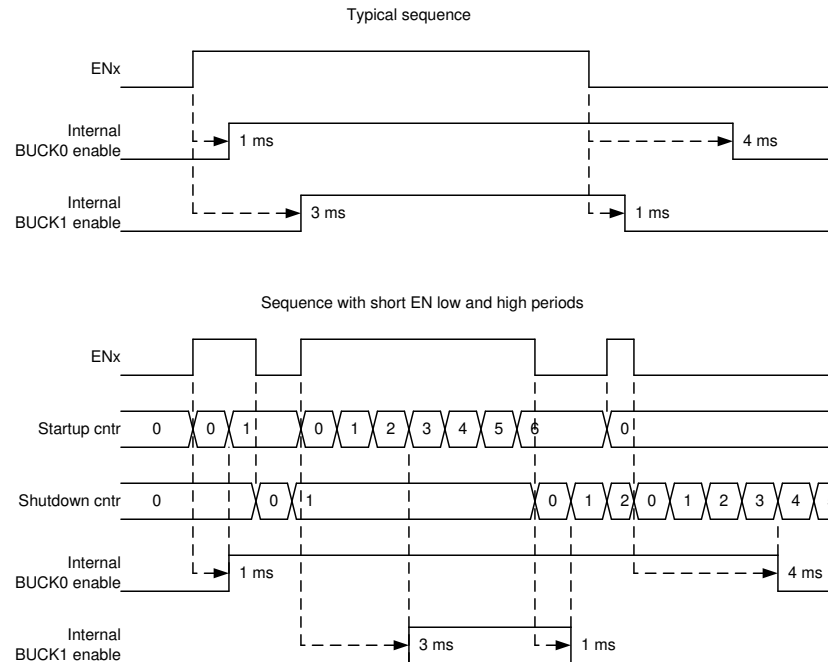 Typical sequence
ENx
Internal
BUCK0 enable
1 ms
4 ms
Internal
BUCK1 enable
3 ms
1 ms
Sequence with short EN low and high periods
ENx
Startup cntr
0 0 1 0 1 2 3 4 5 6 0
Shutdown cntr
0 0 1 0 1 2 0 1 2 3 4
Internal
BUCK0 enable
1 ms
4 ms
Internal
BUCK1 enable
3 ms
1 ms